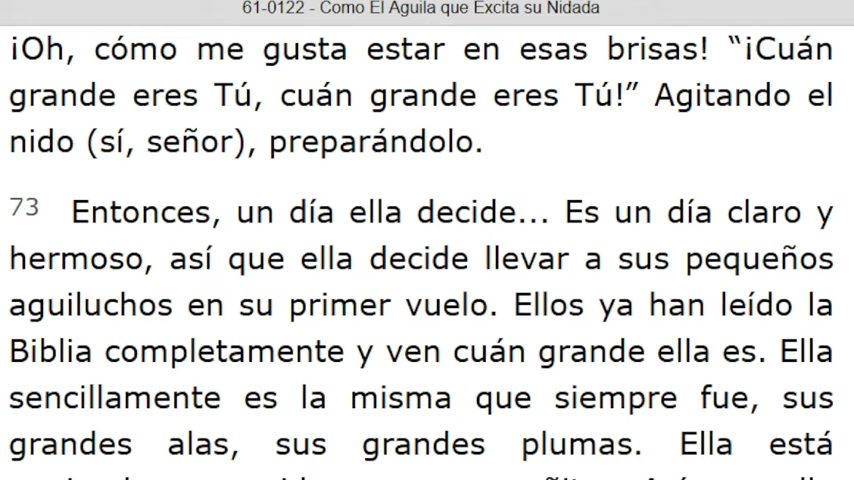 61-0122 - Como El Aguila que Excita su Nidada
¡Oh, cómo me gusta estar en esas brisas! “¡Cuán
grande eres Tú, cuán grande eres Tú!” Agitando el
nido (sí, señor), preparándolo.
73 Entonces, un día ella decide... Es un día claro y
hermoso, así que ella decide llevar a sus pequeños
aguiluchos en su primer vuelo. Ellos ya han leído la
Biblia completamente y ven cuán grande ella es. Ella
sencillamente es la misma que siempre fue, sus
grandes alas, sus grandes plumas. Ella está